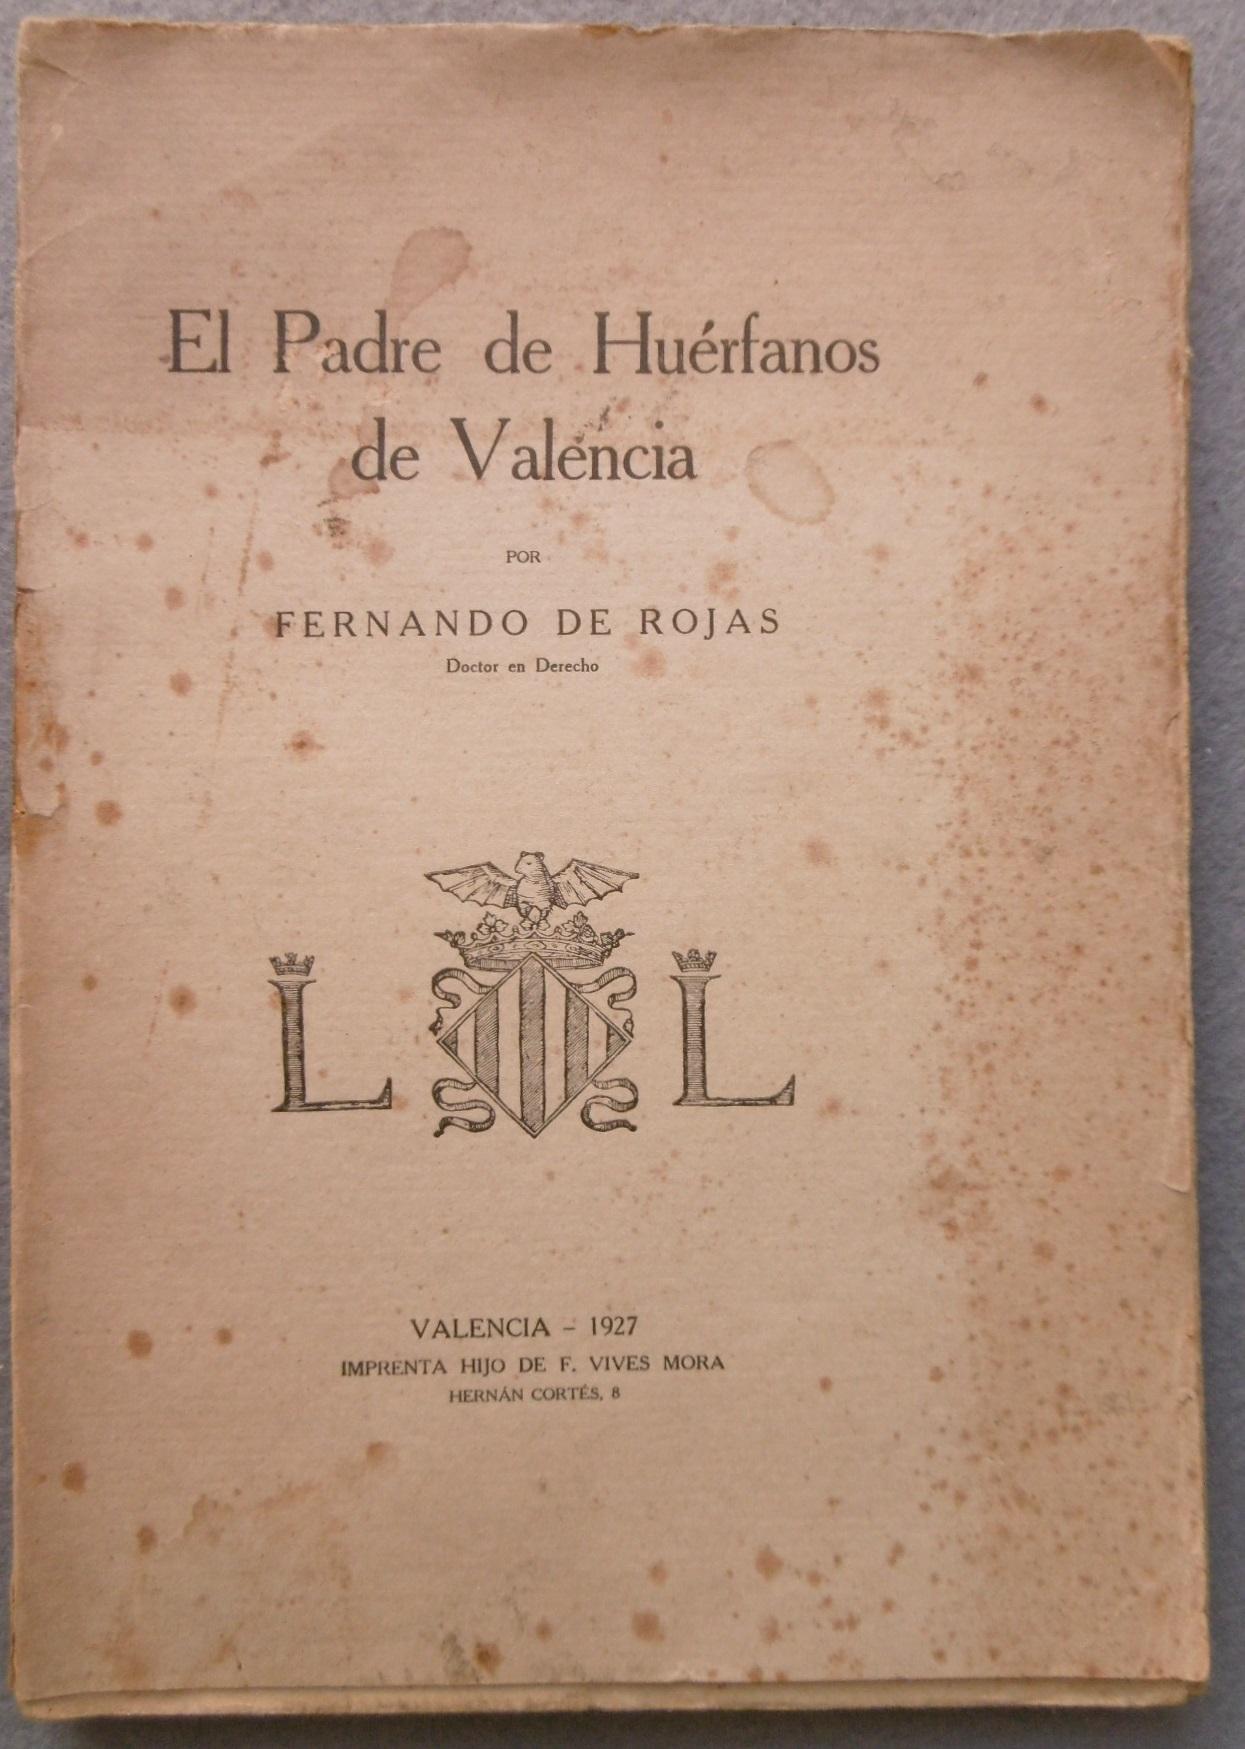 El Padre de Huérfanos
de Valencia
POR
FERNANDO DE ROJAS
Doctor en Derecho
L L
VALENCIA – 1927
IMPRENTA HIJO DE F. VIVES MORA
HERNÁN CORTÉS, 8